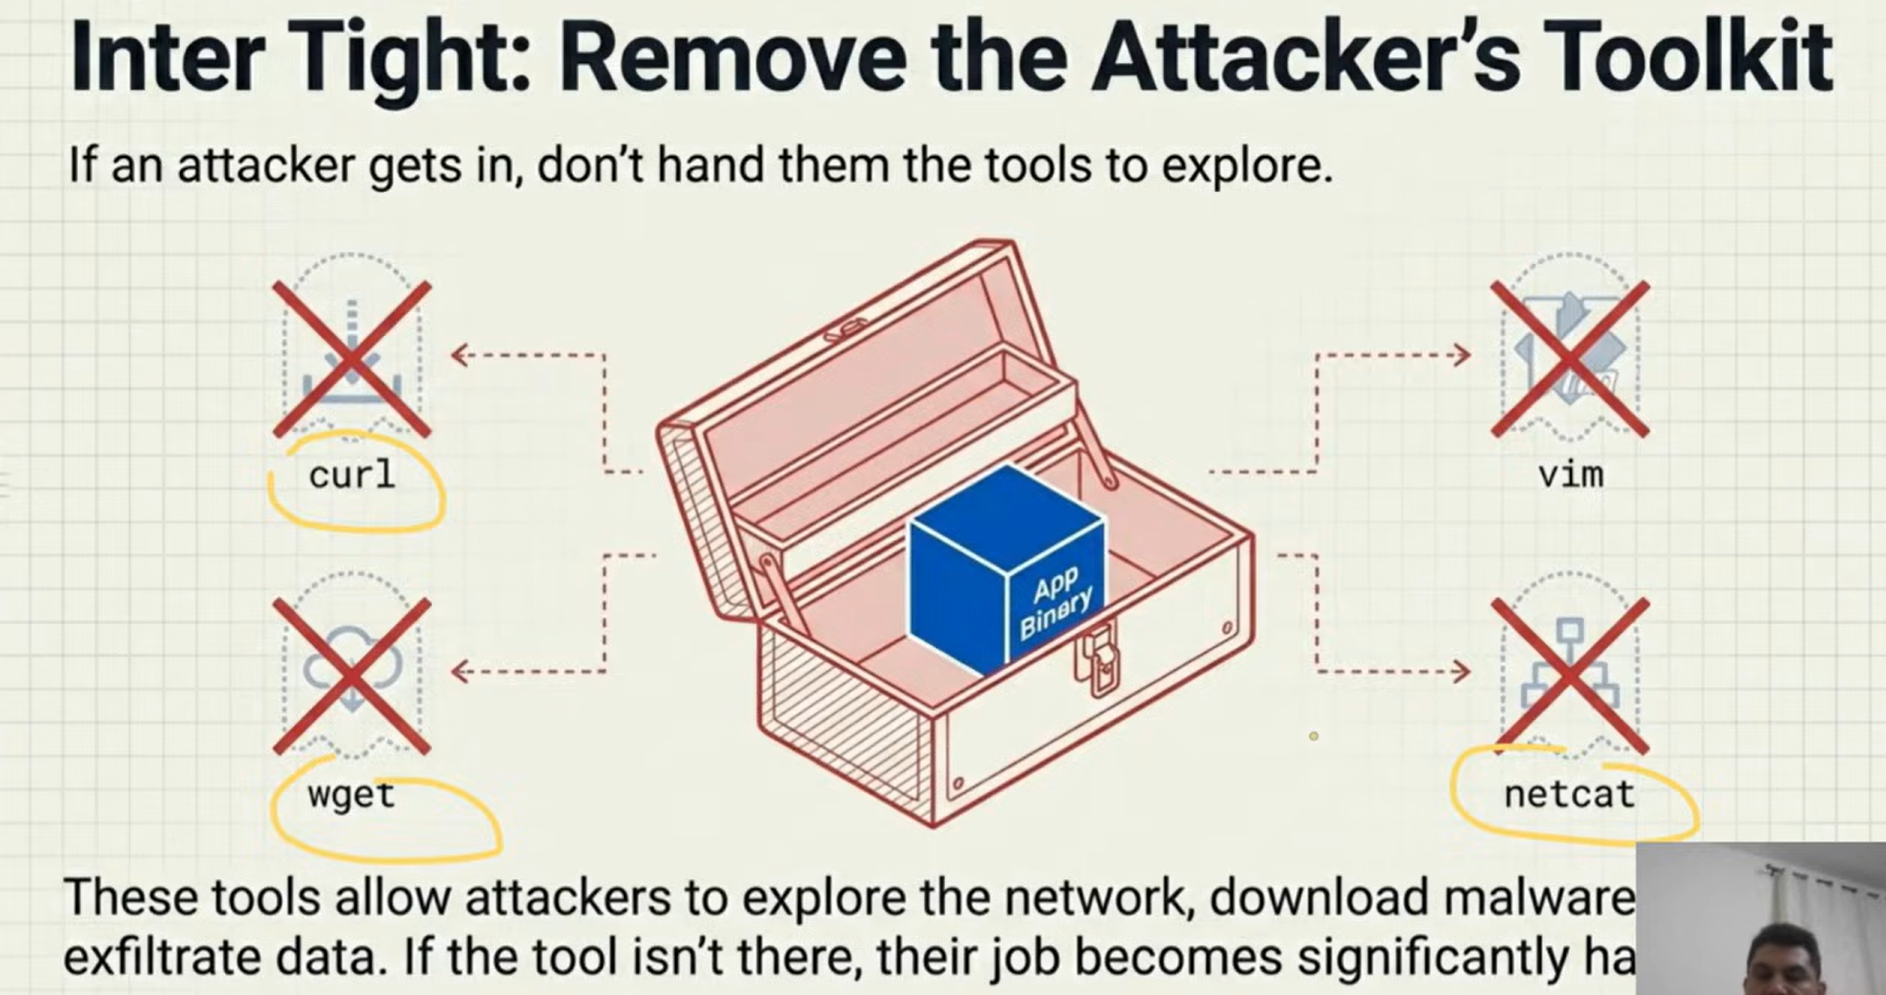 Inter Tight: Remove the Attacker's Toolkit
If an attacker gets in, don't hand them the tools to explore.
curl
vim
App
Binary
wget
netcat
These tools allow attackers to explore the network, download malware
exfiltrate data. If the tool isn't there, their job becomes significantly ha